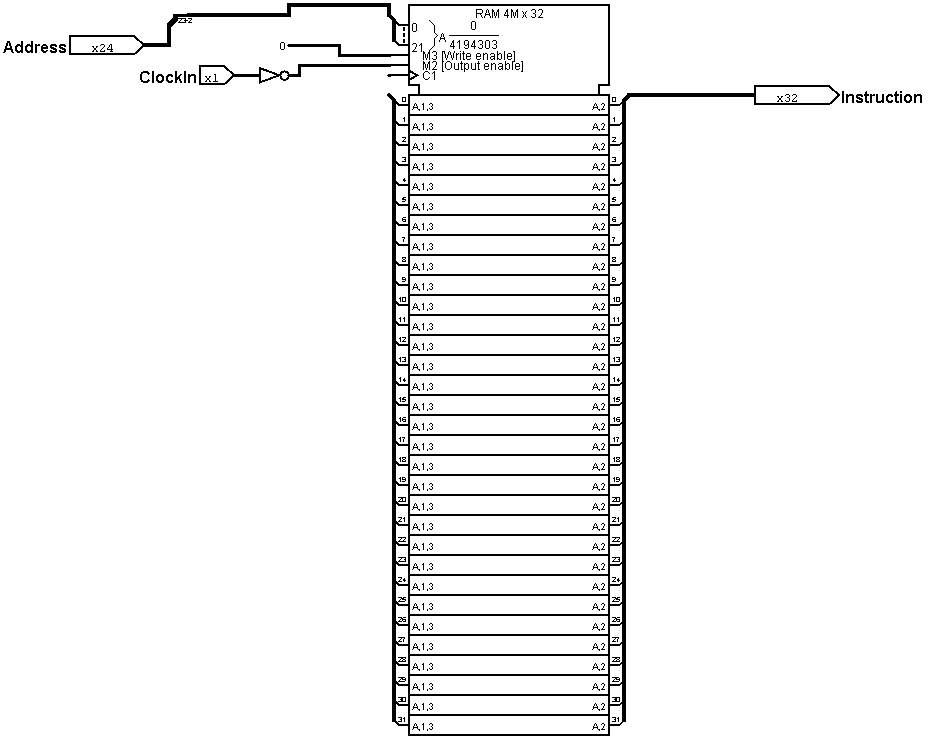 RAM 4M x 32
23-2
0
0
A
4194303
Address
x24
0
21
M3 [Write enable]
M2 [Output enable]
ClockIn
x1
C1
x32
Instruction
0 A,1,3 A,2 0
1 A,1,3 A,2 1
2 A,1,3 A,2 2
3 A,1,3 A,2 3
4 A,1,3 A,2 4
5 A,1,3 A,2 5
6 A,1,3 A,2 6
7 A,1,3 A,2 7
8 A,1,3 A,2 8
9 A,1,3 A,2 9
10 A,1,3 A,2 10
11 A,1,3 A,2 11
12 A,1,3 A,2 12
13 A,1,3 A,2 13
14 A,1,3 A,2 14
15 A,1,3 A,2 15
16 A,1,3 A,2 16
17 A,1,3 A,2 17
18 A,1,3 A,2 18
19 A,1,3 A,2 19
20 A,1,3 A,2 20
21 A,1,3 A,2 21
22 A,1,3 A,2 22
23 A,1,3 A,2 23
24 A,1,3 A,2 24
25 A,1,3 A,2 25
26 A,1,3 A,2 26
27 A,1,3 A,2 27
28 A,1,3 A,2 28
29 A,1,3 A,2 29
30 A,1,3 A,2 30
31 A,1,3 A,2 31